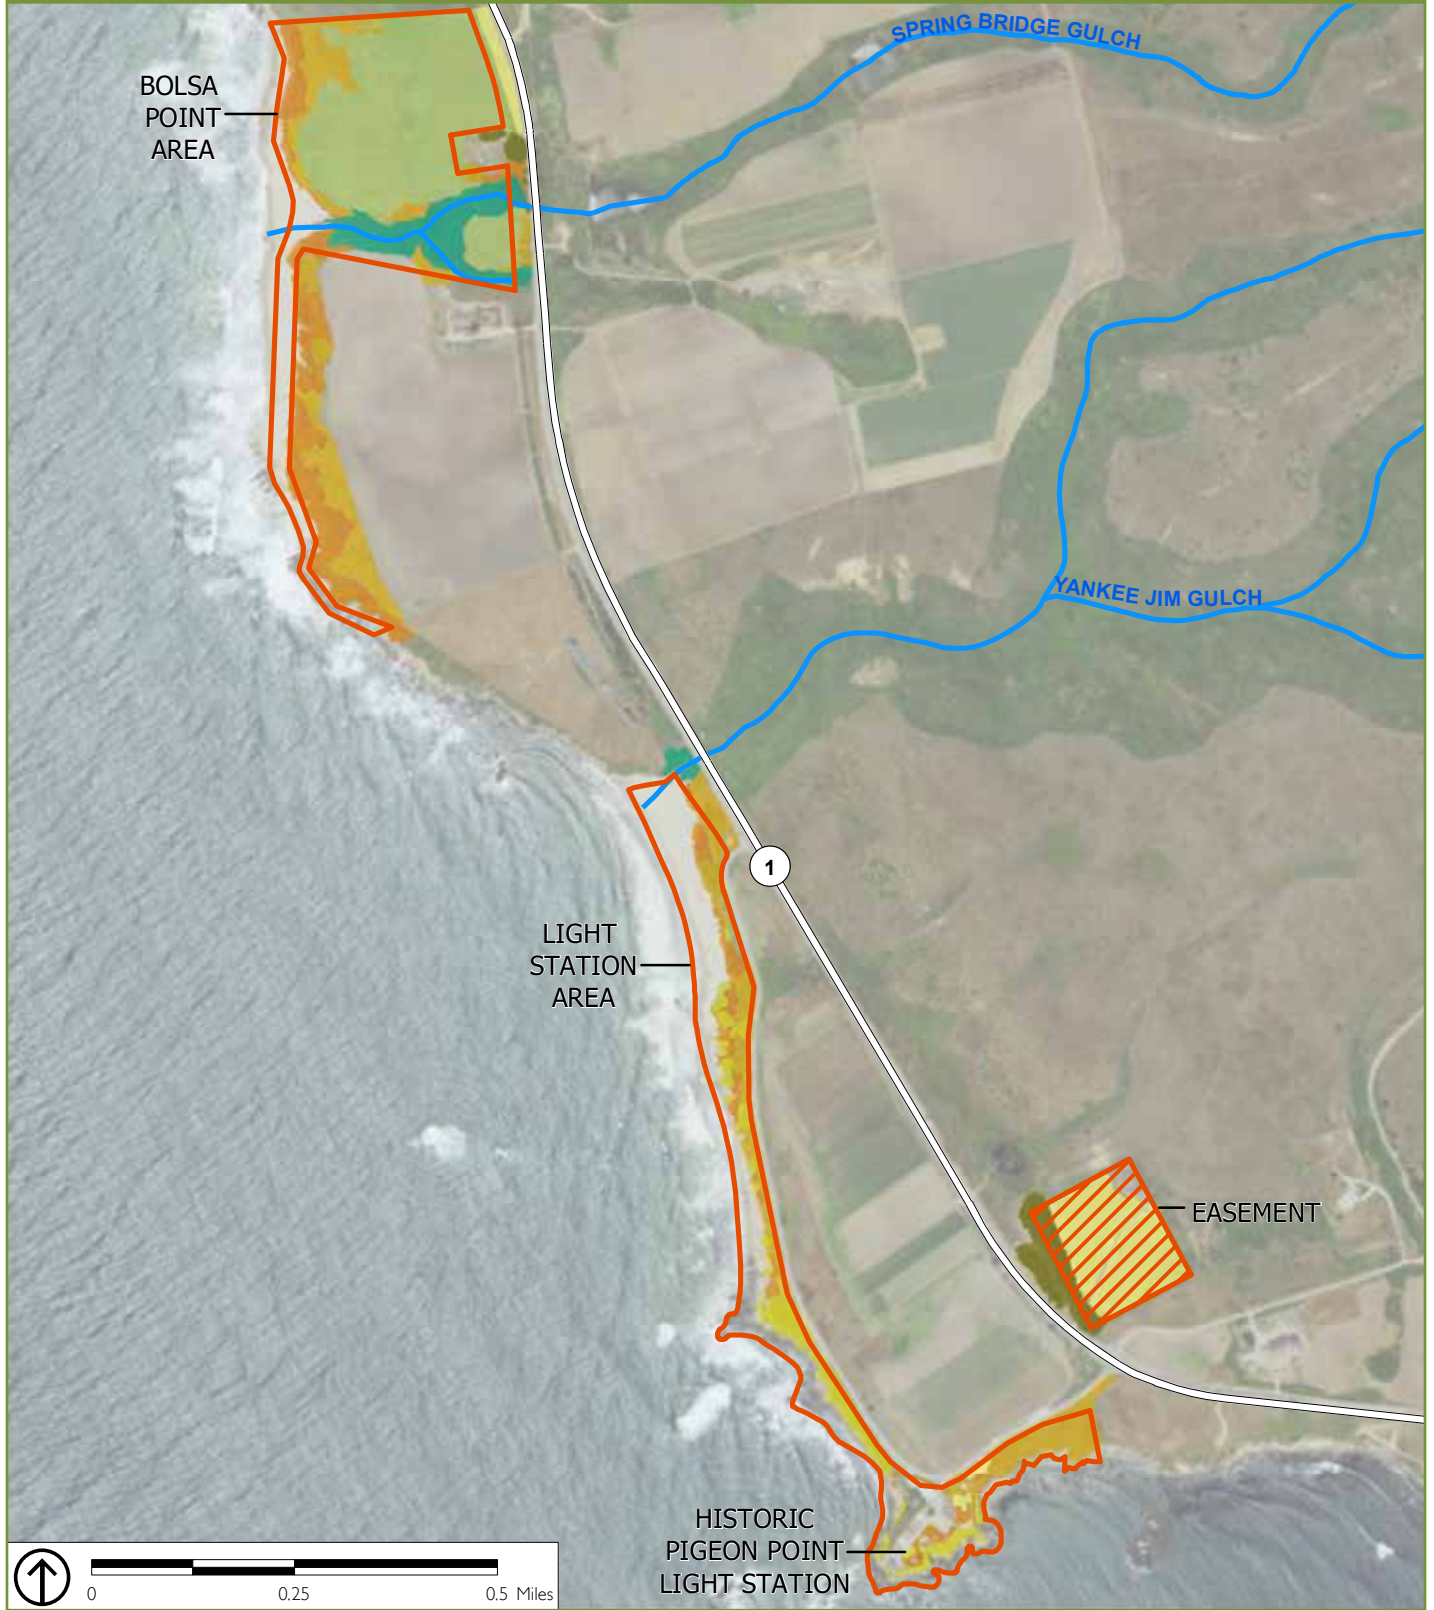 SPRING BRIDGE GULCH
BOLSA
POINT
AREA
YANKEE JIM GULCH
1
LIGHT
STATION
AREA
EASEMENT
HISTORIC
PIGEON POINT
LIGHT STATION
0 0.25 0.5 Miles